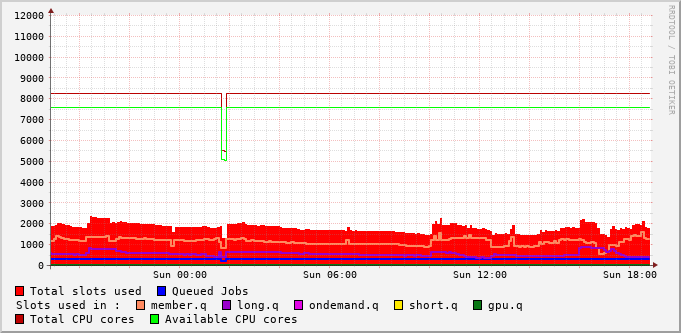 12000
11000
10000
9000
8000
7000
6000
5000
4000
3000
2000
1000
0
Sun 00:00 Sun 06:00 Sun 12:00 Sun 18:00
Total slots used Queued Jobs
Slots used in : member.q long.q ondemand.q short.q gpu.q
Total CPU cores Available CPU cores
RRDTOOL / TOBI OETIKER